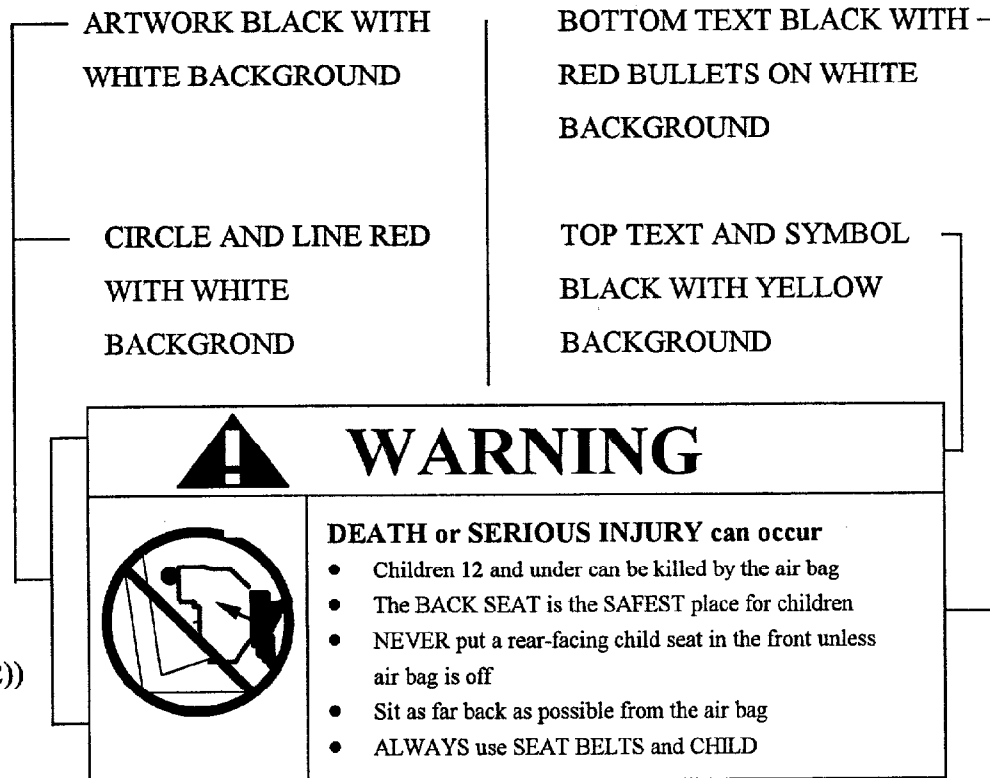 ARTWORK BLACK WITH
WHITE BACKGROUND
BOTTOM TEXT BLACK WITH
RED BULLETS ON WHITE
BACKGROUND
CIRCLE AND LINE RED
WITH WHITE
BACKGROND
TOP TEXT AND SYMBOL
BLACK WITH YELLOW
BACKGROUND
WARNING
DEATH or SERIOUS INJURY can occur
• Children 12 and under can be killed by the air bag
• The BACK SEAT is the SAFEST place for children
• NEVER put a rear-facing child seat in the front unless
air bag is off
• Sit as far back as possible from the air bag
• ALWAYS use SEAT BELTS and CHILD
))